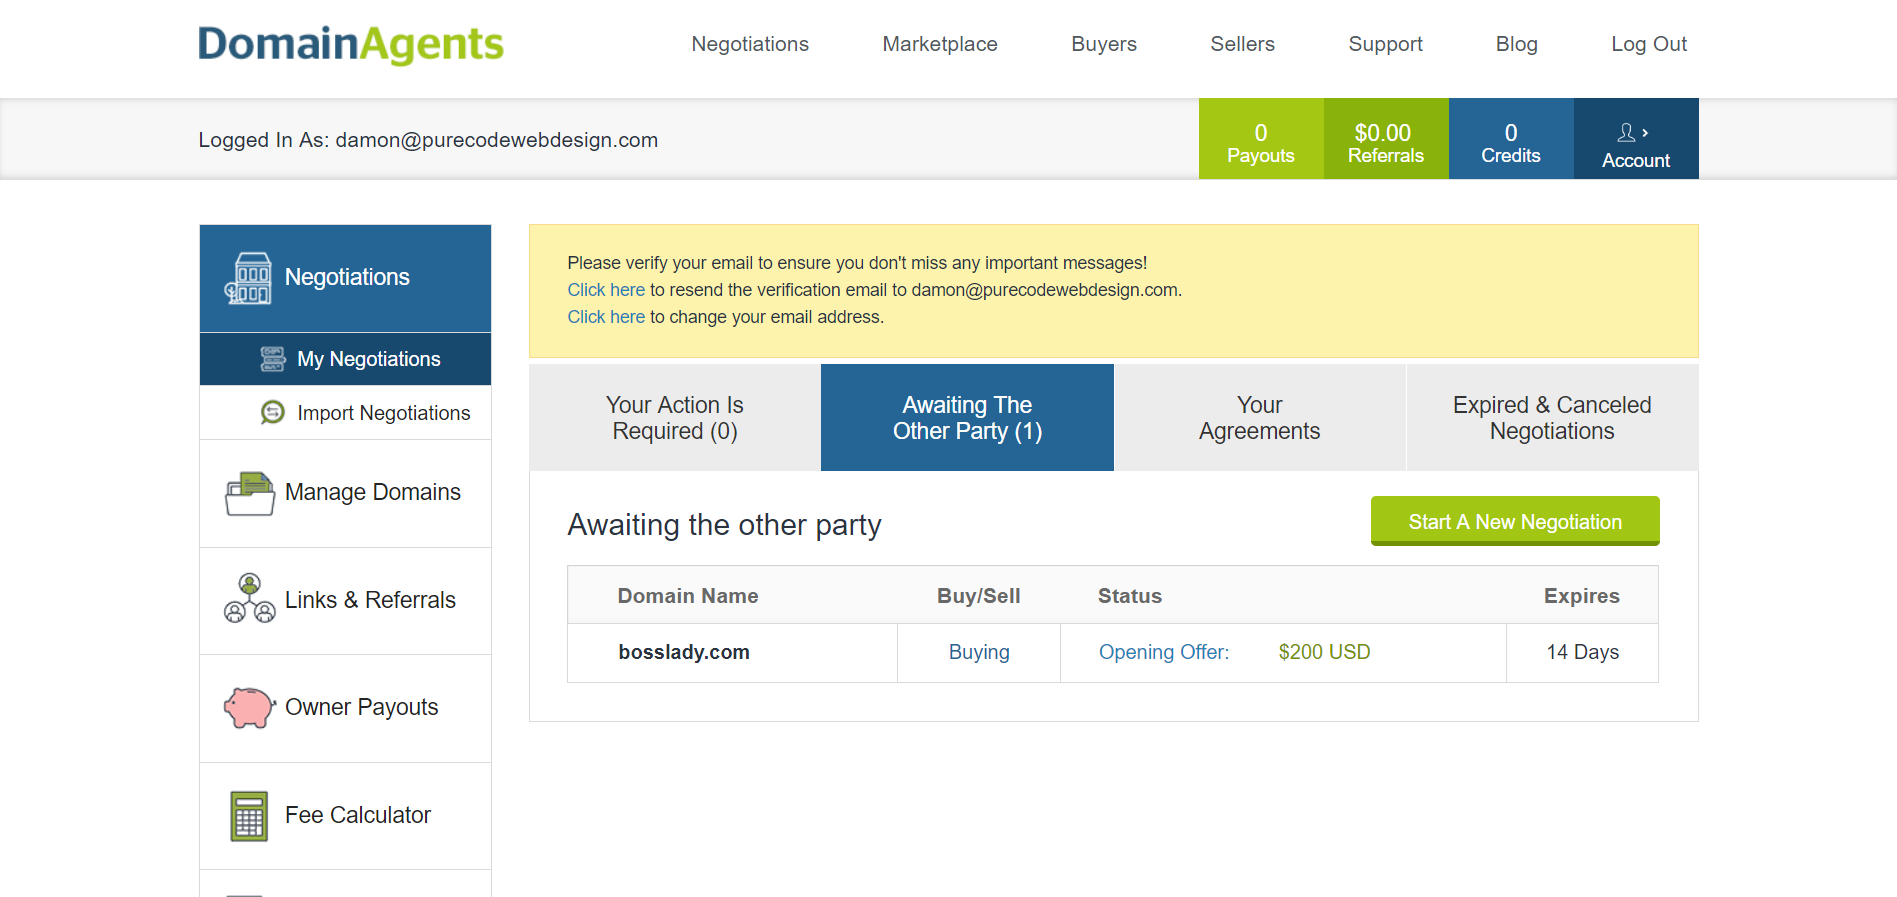 DomainAgents
Negotiations Marketplace Buyers Sellers Support Blog Log Out
Logged In As: damon@purecodewebdesign.com
0
Payouts
$0.00
Referrals
0
Credits
Account
Negotiations
My Negotiations
Import Negotiations
Manage Domains
Links & Referrals
Owner Payouts
Fee Calculator
Please verify your email to ensure you don't miss any important messages!
Click here to resend the verification email to damon@purecodewebdesign.com.
Click here to change your email address.
Your Action Is
Required (0)
Awaiting The
Other Party (1)
Your
Agreements
Expired & Canceled
Negotiations
Awaiting the other party
Start A New Negotiation
Domain Name Buy/Sell Status Expires
bosslady.com Buying Opening Offer: $200 USD 14 Days